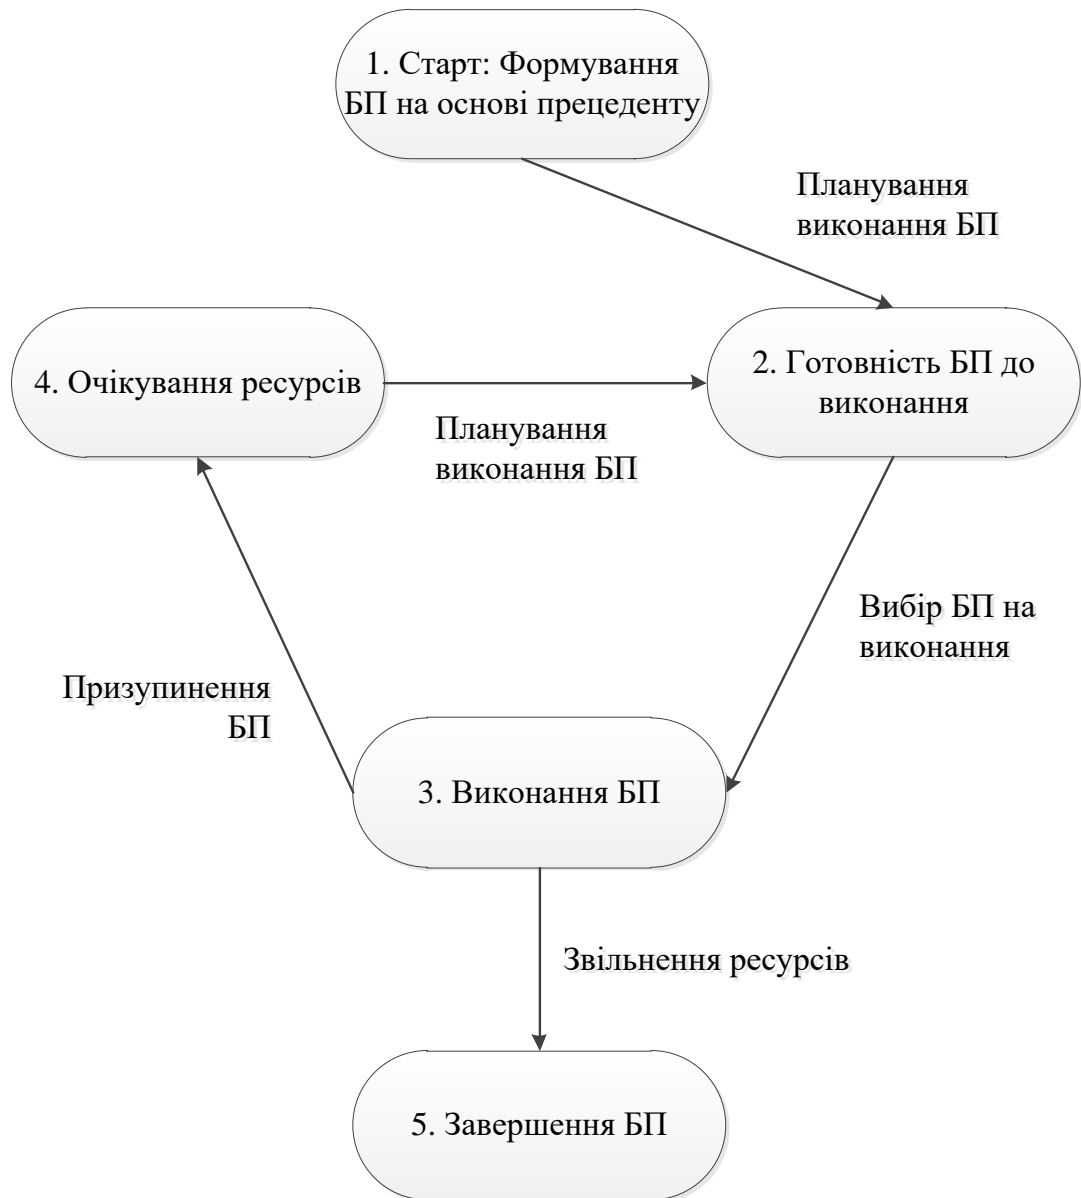 1. Старт: Формування
БП на основі прецеденту
Планування
виконання БП
4. Очікування ресурсів
2. Готовність БП до
виконання
Планування
виконання БП
Вибір БП на
виконання
Призупинення
БП
3. Виконання БП
Звільнення ресурсів
5. Завершення БП